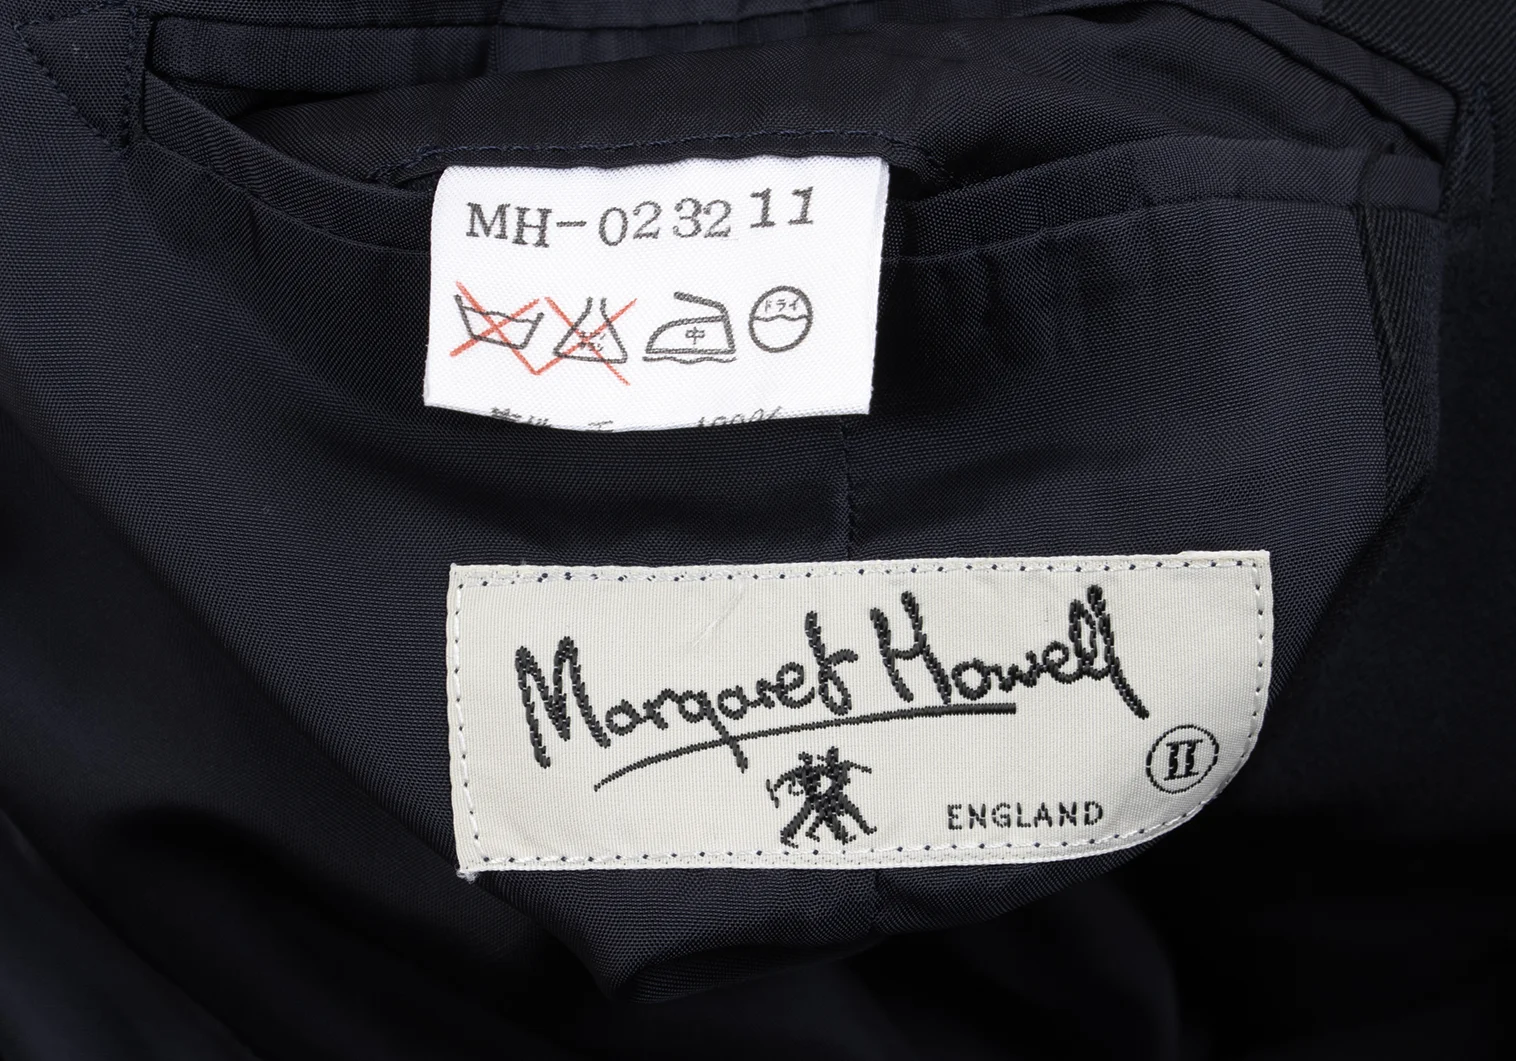 MH-023211
中 ドライ
Margaret Howell
II
ENGLAND